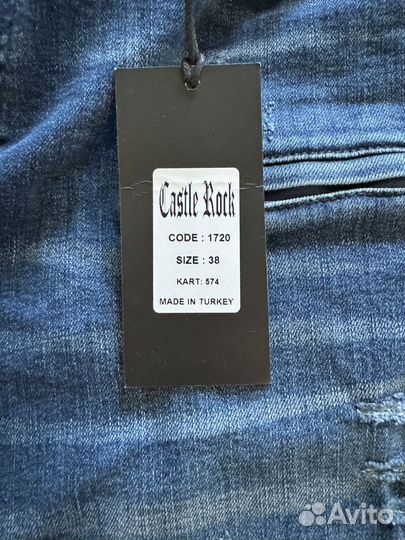 Castle Rock
CODE : 1720
SIZE : 38
KART: 574
MADE IN TURKEY
Avito